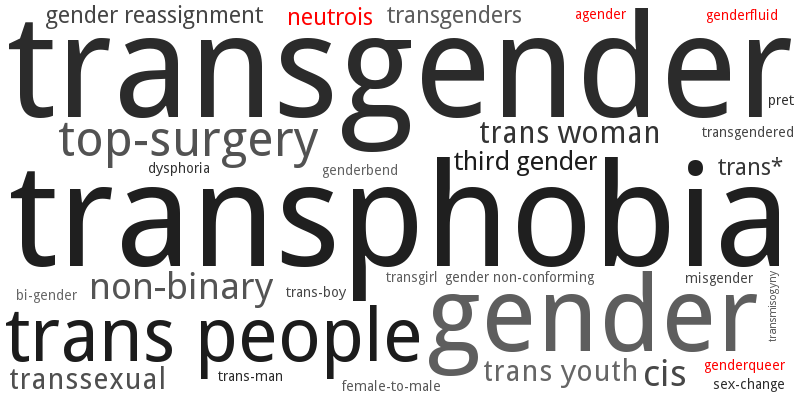 gender reassignment
neutrois
transgenders
agender
genderfluid
transgender
pret
top-surgery
trans woman
transgendered
dysphoria
genderbend
third gender
trans*
transphobia
bi-gender
non-binary
trans-boy
transgirl
gender non-conforming
misgender
transmisogyny
trans people
gender
transsexual
trans-man
female-to-male
trans youth
cis
genderqueer
sex-change